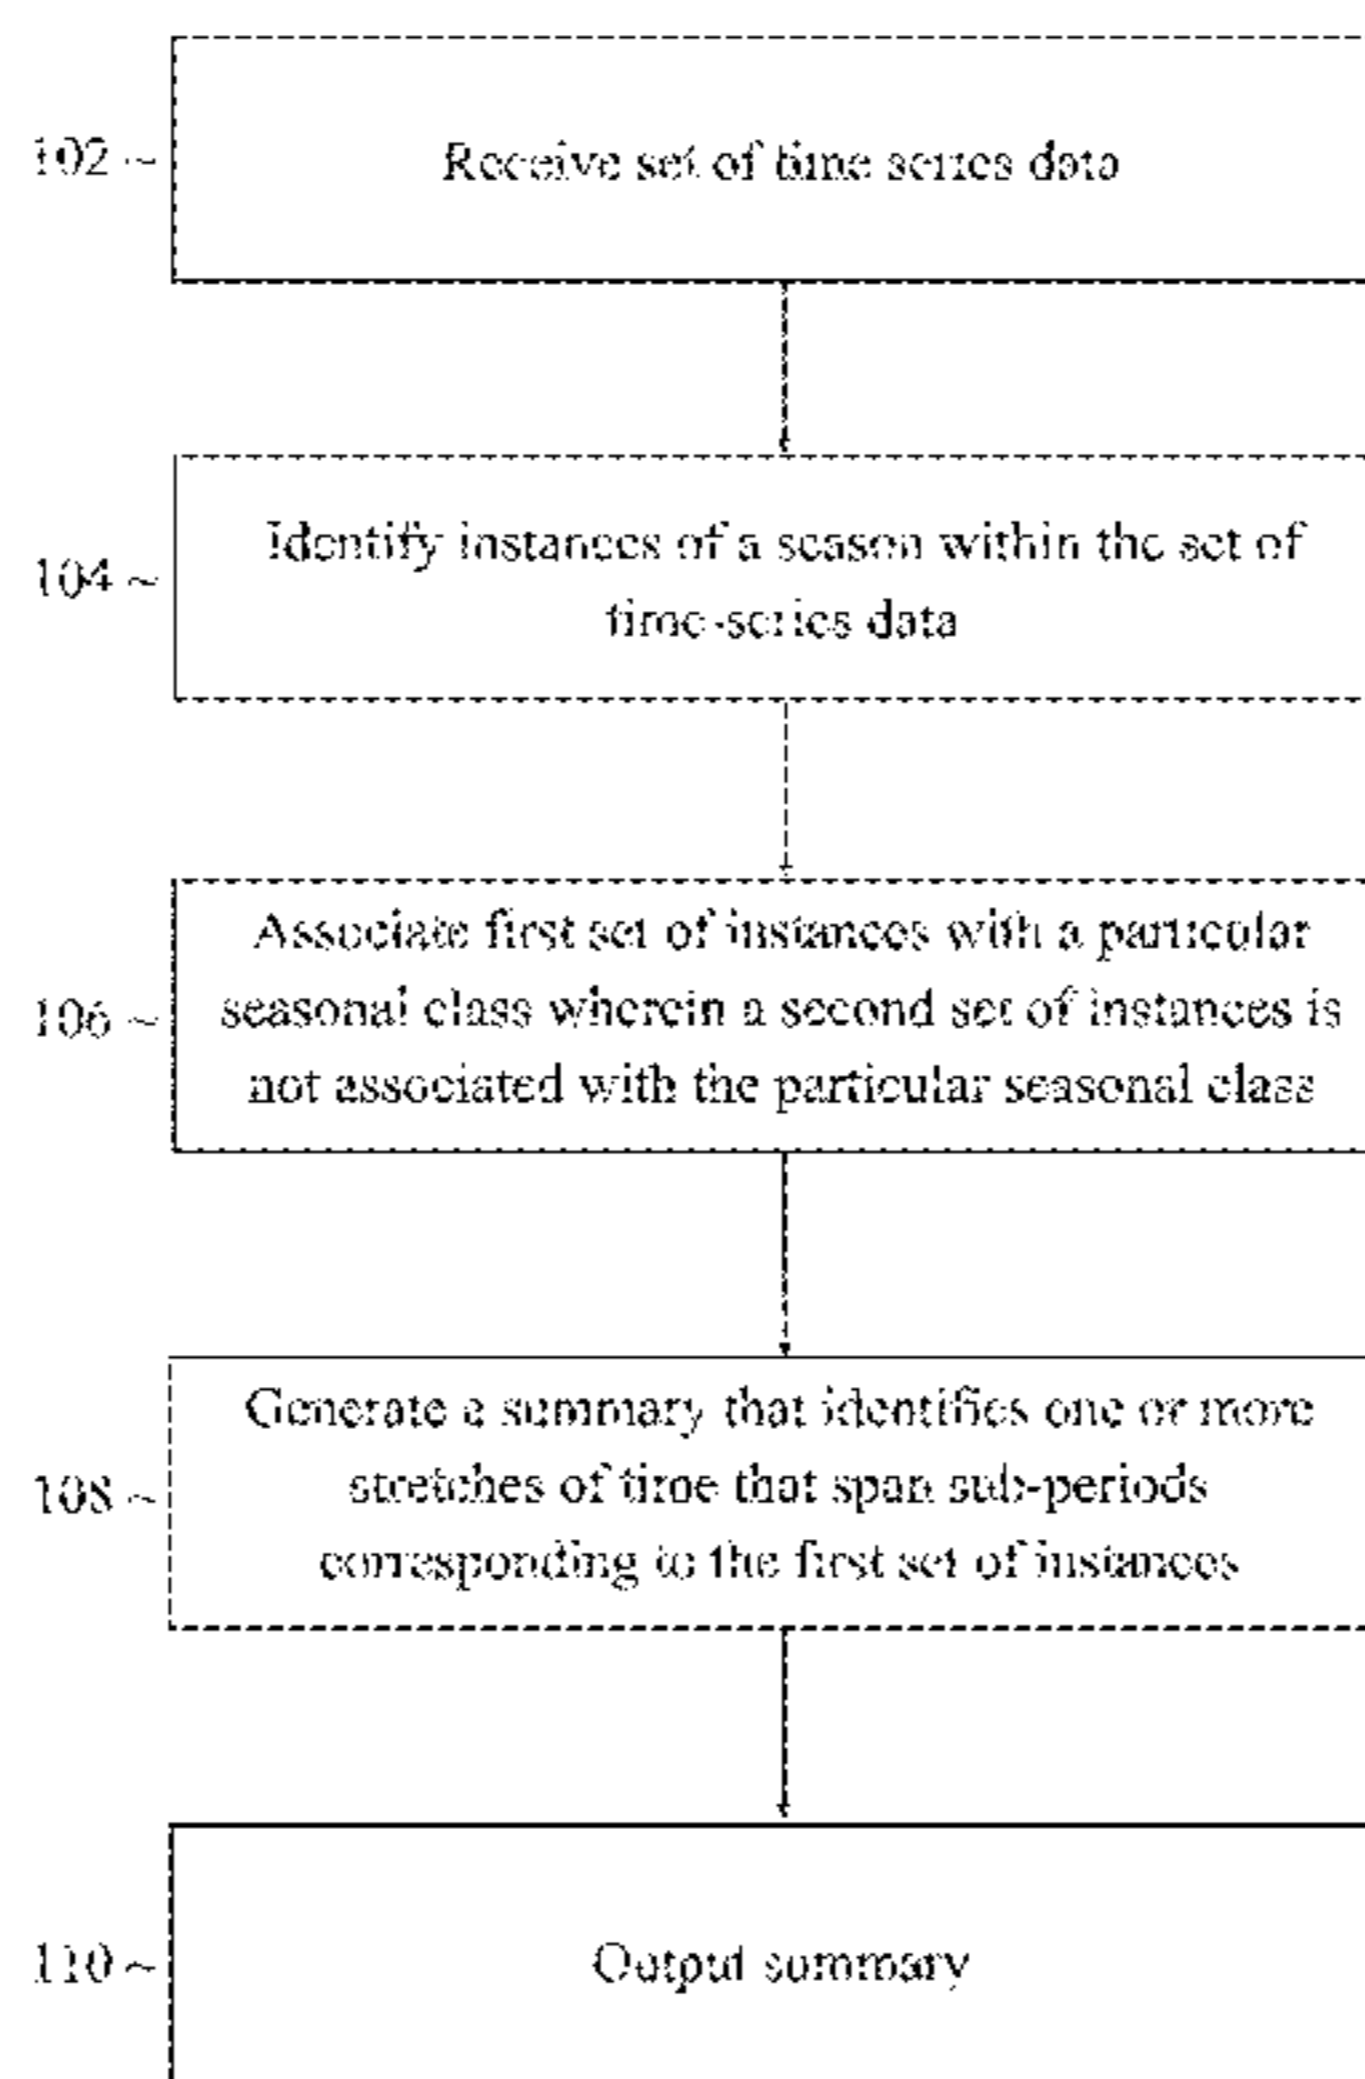 102 ~
Receive set of time series data
104 ~
Identify instances of a season within the set of
time-series data
106 ~
Associate first set of instances with a particular
seasonal class wherein a second set of instances is
not associated with the particular seasonal class
108 ~
Generate a summary that identifies one or more
stretches of time that span sub-periods
corresponding to the first set of instances
110 ~
Output summary